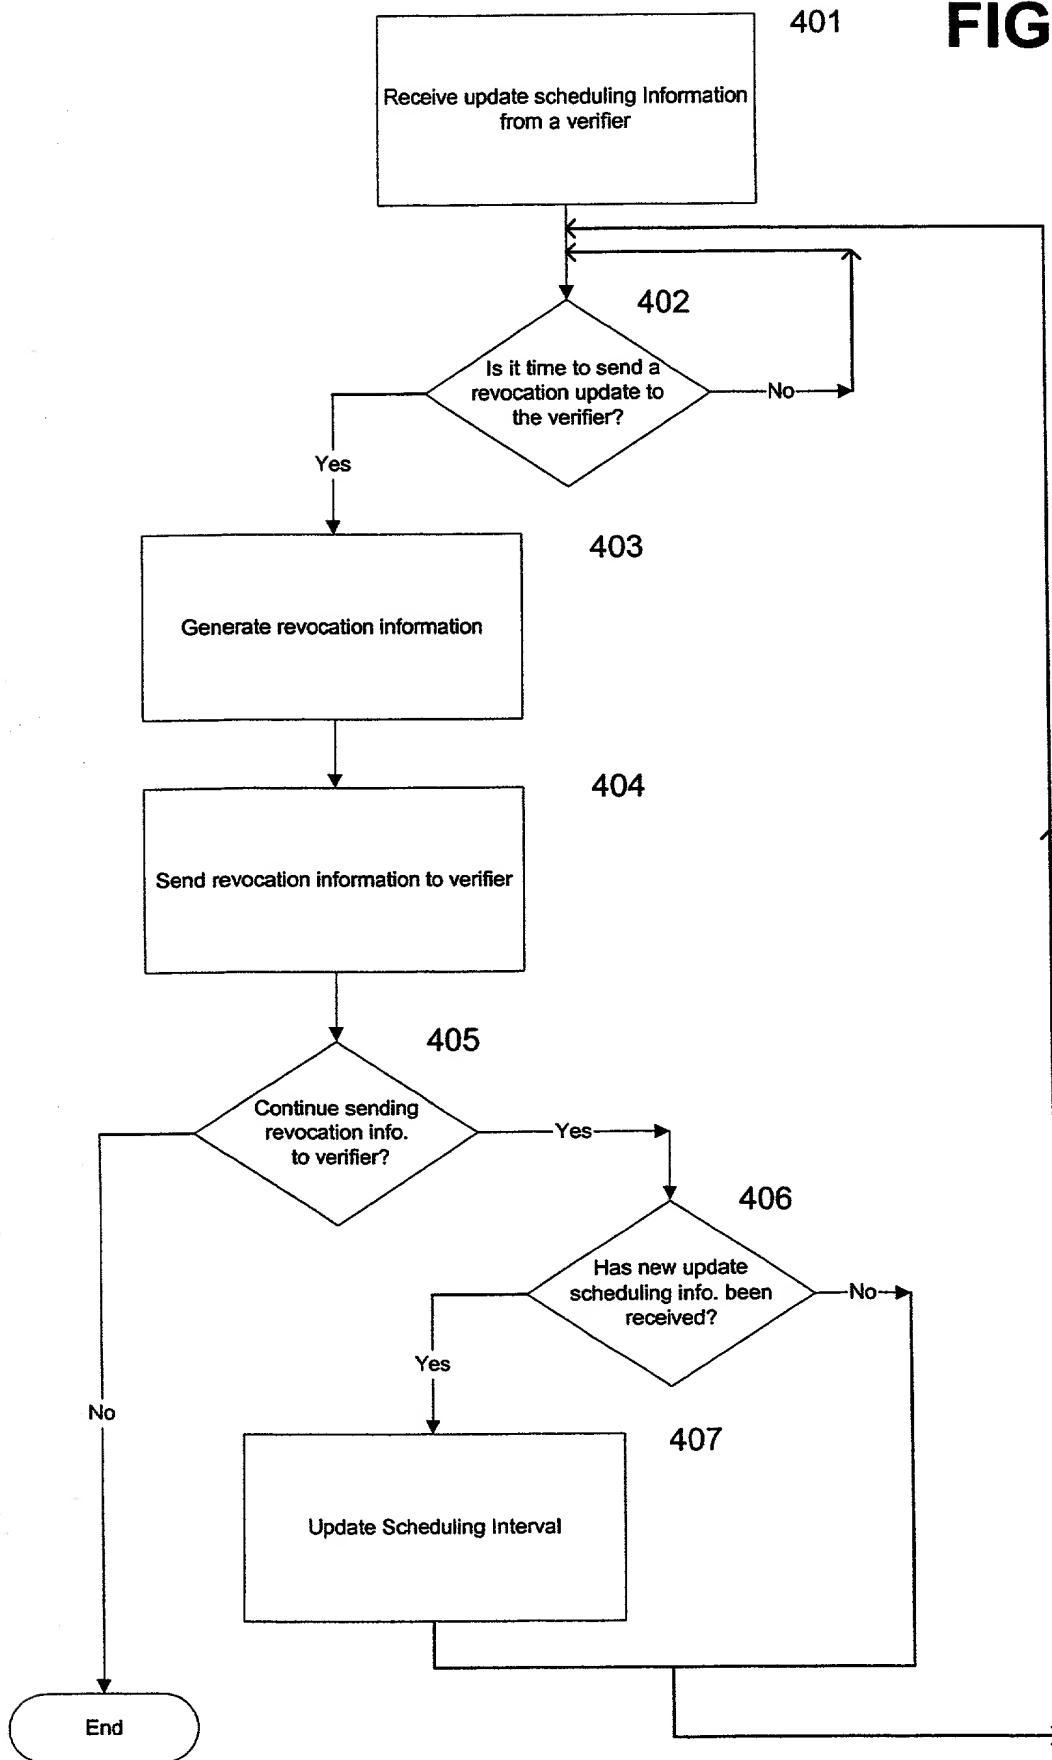 FIG
401
Receive update scheduling Information
from a verifier
402
Is it time to send a
revocation update to
the verifier?
No
Yes
403
Generate revocation information
404
Send revocation information to verifier
405
Continue sending
revocation info.
to verifier?
Yes
406
Has new update
scheduling info. been
received?
No
Yes
No
407
Update Scheduling Interval
End